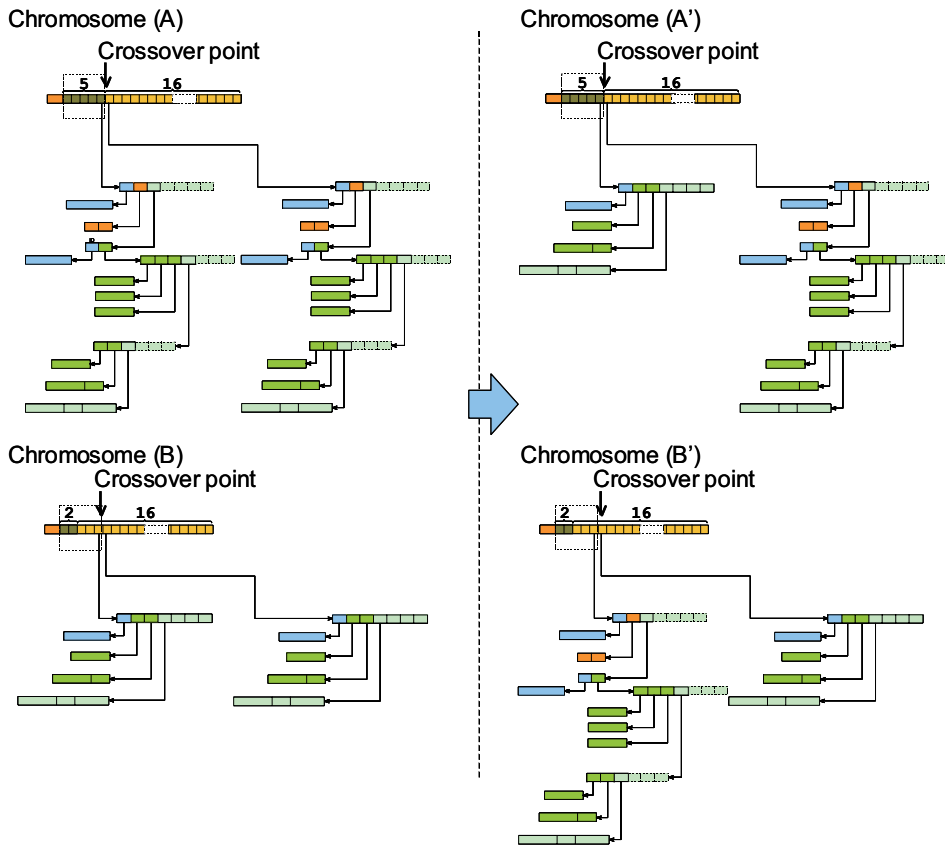 Chromosome (A)
Crossover point
5 16
Chromosome (A’)
Crossover point
5 16
Chromosome (B)
Crossover point
2 16
Chromosome (B’)
Crossover point
2 16